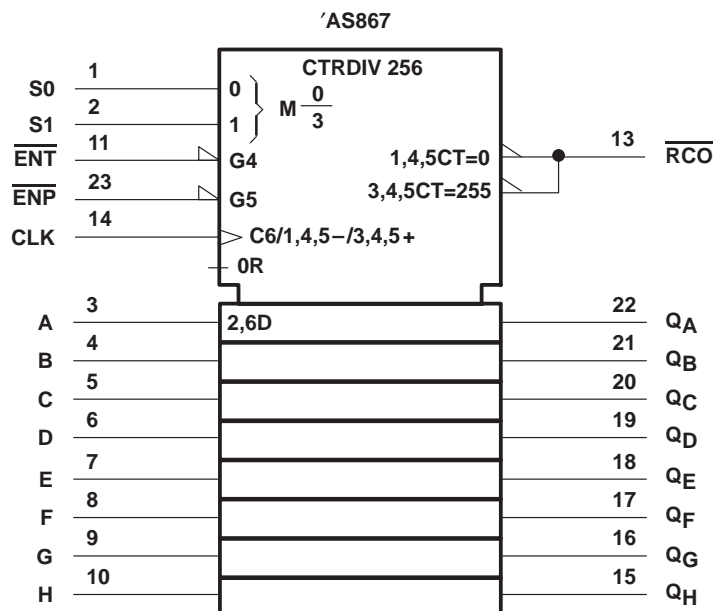 ′AS867
CTRDIV 256
S0 1 0
M 0/3
S1 2 1
ENT 11 G4 1,4,5CT=0 13 RCO
ENP 23 G5 3,4,5CT=255
CLK 14 C6/1,4,5−/3,4,5+
0R
A 3 2,6D 22 QA
B 4 21 QB
C 5 20 QC
D 6 19 QD
E 7 18 QE
F 8 17 QF
G 9 16 QG
H 10 15 QH